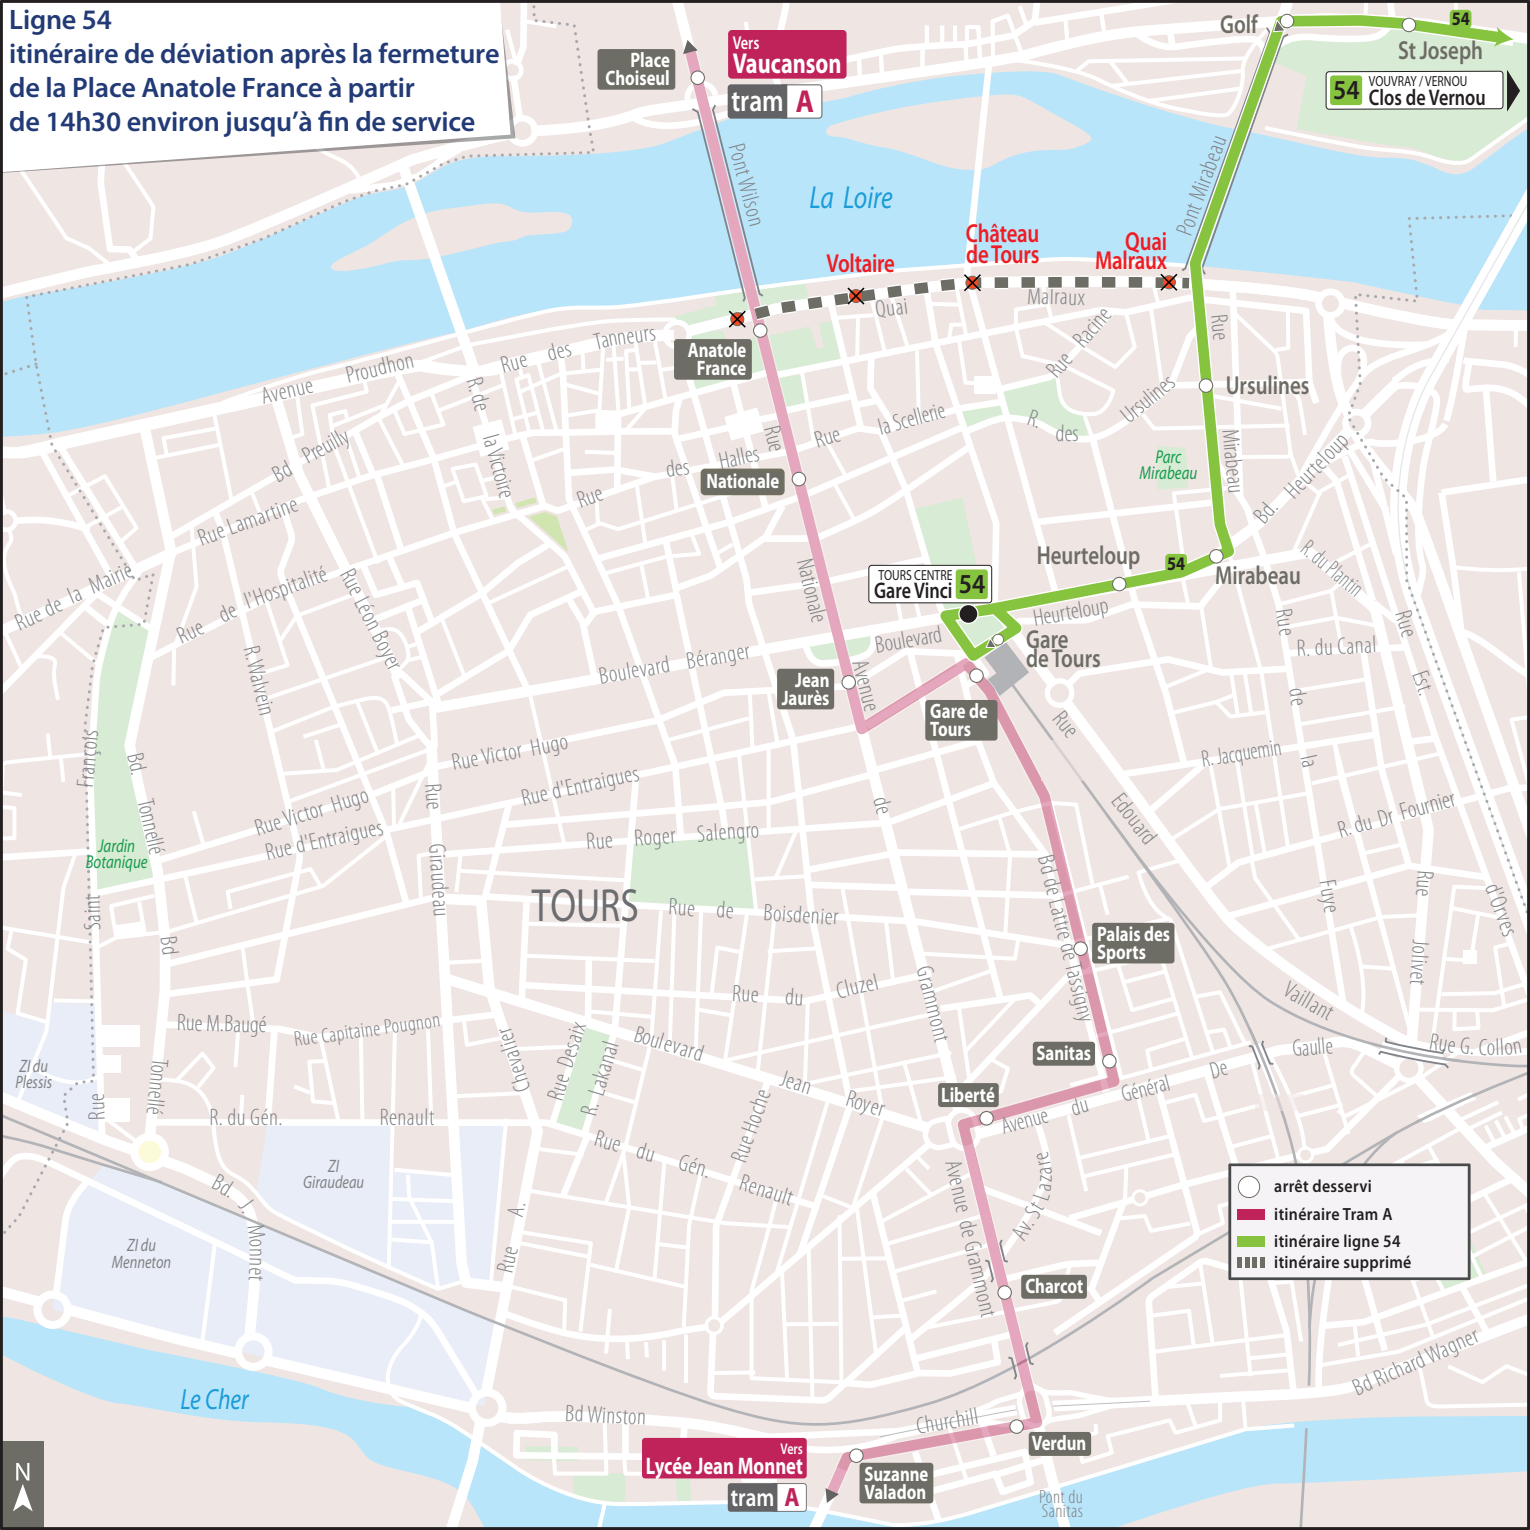 Ligne 54
itinéraire de déviation après la fermeture
de la Place Anatole France à partir
de 14h30 environ jusqu'à fin de service
Place
Choiseul
Vers
Vaucanson
tram A
Golf
54
St Joseph
54
VOUVRAY / VERNOU
Clos de Vernou
Pont Wilson
La Loire
Pont Mirabeau
Voltaire
Château
de Tours
Quai
Malraux
Quai
Malraux
Anatole
France
Rue des Tanneurs
Avenue Proudhon
Rue Racine
Rue
Mirabeau
Ursulines
R. des Ursulines
Parc
Mirabeau
Bd. Heurteloup
Bd Preuilly
R. de la Victoire
Rue des Halles
Rue la Scellerie
Rue
Nationale
Nationale
Rue Lamartine
Rue de la Mairie
Rue de l'Hospitalité
Rue Léon Boyer
R. Walvein
TOURS CENTRE
Gare Vinci
54
Heurteloup
54
Mirabeau
R. du Plantin
Boulevard Heurteloup
Gare
de Tours
Boulevard Béranger
Jean
Jaurès
Avenue
de
Grammont
Gare de
Tours
Rue
Edouard
Vaillant
Rue
de
la
Fuye
R. du Canal
Rue
Est.
d'Orves
R. Jacquemin
R. du Dr Fournier
Rue
Jolivet
François
Saint
Rue
Bd.
Tonnellé
Bd
Tonnellé
Jardin
Botanique
Rue Victor Hugo
Rue d'Entraigues
Rue Victor Hugo
Rue d'Entraigues
Rue
Giraudeau
Rue Roger Salengro
TOURS
Rue de Boisdenier
Bd de Lattre de Tassigny
Palais des
Sports
Rue du Cluzel
Rue M.Baugé
Rue Capitaine Pougnon
Chevalier
Rue A.
Rue Desaix
R. Lakanal
Boulevard Jean Royer
Rue Hoche
Sanitas
Liberté
Avenue du Général De Gaulle
Rue G. Collon
ZI du
Plessis
R. du Gén. Renault
Rue du Gén. Renault
ZI
Giraudeau
ZI du
Menneton
Bd. J. Monnet
Avenue de Grammont
Av. St Lazare
Charcot
arrêt desservi
itinéraire Tram A
itinéraire ligne 54
itinéraire supprimé
Le Cher
Bd Winston Churchill
Bd Richard Wagner
Verdun
Vers
Lycée Jean Monnet
tram A
Suzanne
Valadon
Pont du
Sanitas
N